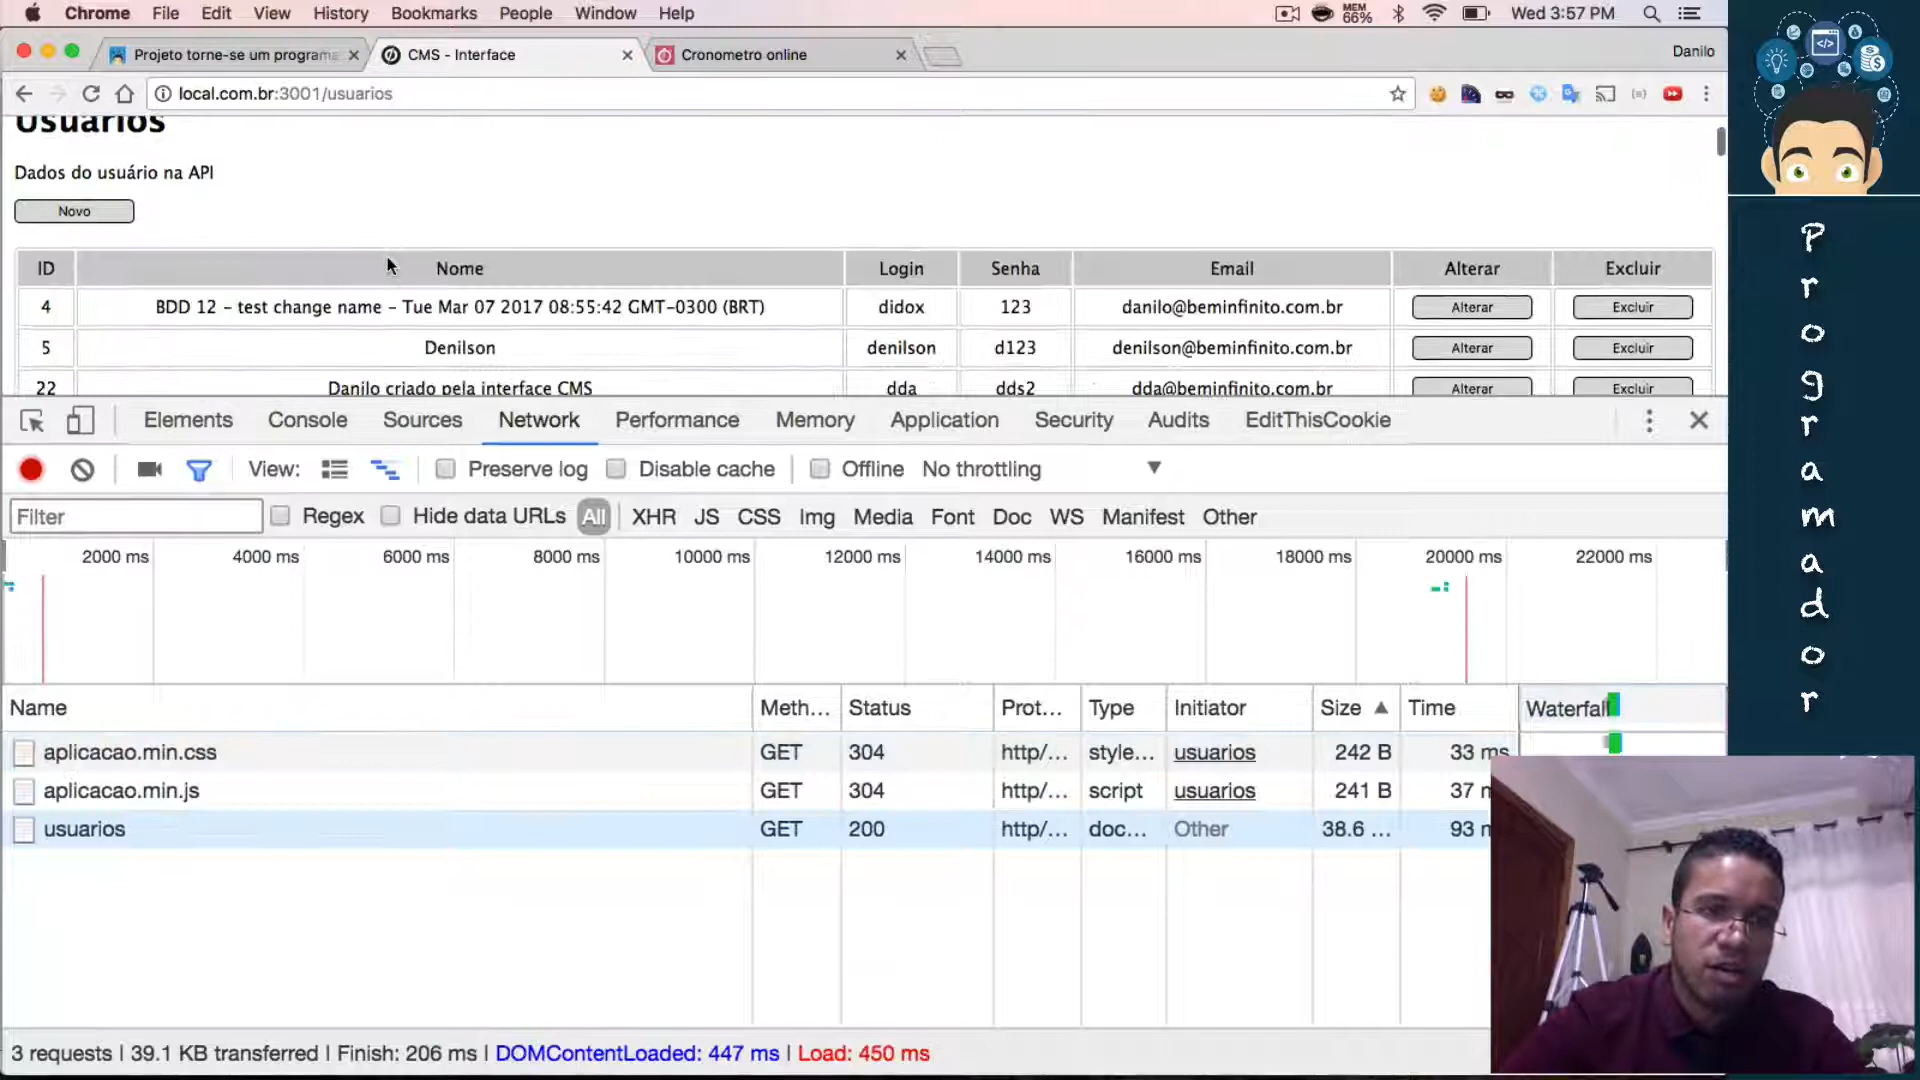 Chrome File Edit View History Bookmarks People Window Help MEM 66% Wed 3:57 PM
Projeto torne-se um programa CMS - Interface Cronometro online Danilo
local.com.br:3001/usuarios
Usuários
Dados do usuário na API
Novo
ID Nome Login Senha Email Alterar Excluir
4 BDD 12 - test change name - Tue Mar 07 2017 08:55:42 GMT-0300 (BRT) didox 123 danilo@beminfinito.com.br Alterar Excluir
5 Denilson denilson d123 denilson@beminfinito.com.br Alterar Excluir
22 Danilo criado pela interface CMS dda dds2 dda@beminfinito.com.br Alterar Excluir
Elements Console Sources Network Performance Memory Application Security Audits EditThisCookie
View: Preserve log Disable cache Offline No throttling
Filter Regex Hide data URLs All XHR JS CSS Img Media Font Doc WS Manifest Other
2000 ms 4000 ms 6000 ms 8000 ms 10000 ms 12000 ms 14000 ms 16000 ms 18000 ms 20000 ms 22000 ms
Name Meth... Status Prot... Type Initiator Size Time Waterfall
aplicacao.min.css GET 304 http/... style... usuarios 242 B 33 ms
aplicacao.min.js GET 304 http/... script usuarios 241 B 37 m
usuarios GET 200 http/... doc... Other 38.6 ... 93 m
3 requests | 39.1 KB transferred | Finish: 206 ms | DOMContentLoaded: 447 ms | Load: 450 ms
Programador